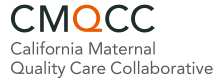 CMQCC
California Maternal
Quality Care Collaborative